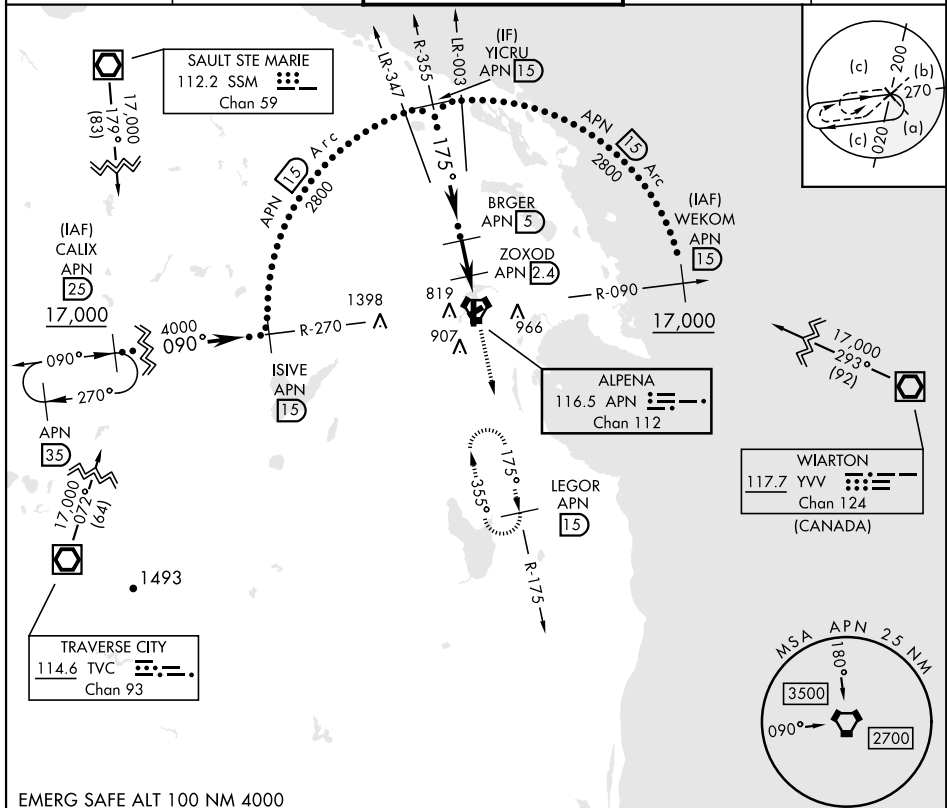 SAULT STE MARIE
112.2 SSM
Chan 59
17,000
179°
(83)
LR-347
R-355
LR-003
(IF)
YICRU
APN 15
175°
APN 15 Arc
2800
APN 15 Arc
2800
(c)
200
(b)
270
(a)
020
(c)
BRGER
APN 5
ZOXOD
APN 2.4
(IAF)
WEKOM
APN
15
R-090
17,000
(IAF)
CALIX
APN
25
17,000
4000
090°
R-270
1398
819
907
966
090°
270°
APN
35
ISIVE
APN
15
ALPENA
116.5 APN
Chan 112
17,000
293°
(92)
WIARTON
117.7 YVV
Chan 124
(CANADA)
175°
355°
LEGOR
APN
15
R-175
17,000
072°
(64)
1493
TRAVERSE CITY
114.6 TVC
Chan 93
MSA APN 25 NM
180°
3500
090°
2700
EMERG SAFE ALT 100 NM 4000